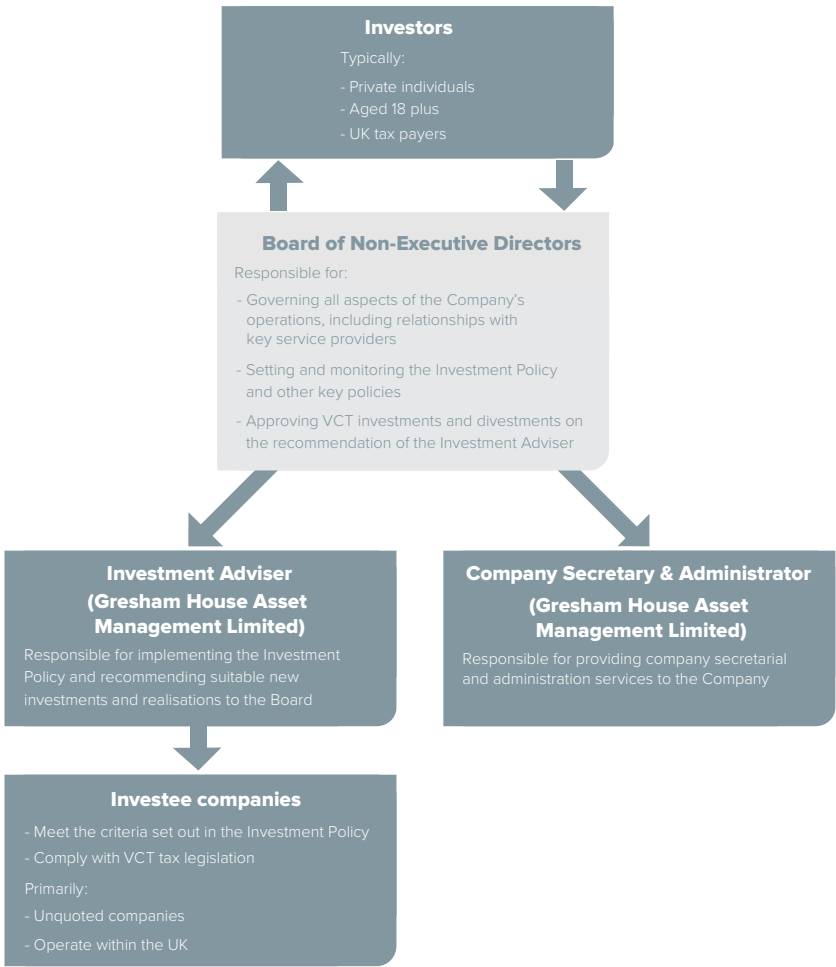 Investors
Typically:
- Private individuals
- Aged 18 plus
- UK tax payers
Board of Non-Executive Directors
Responsible for:
- Governing all aspects of the Company’s
operations, including relationships with
key service providers
- Setting and monitoring the Investment Policy
and other key policies
- Approving VCT investments and divestments on
the recommendation of the Investment Adviser
Investment Adviser
(Gresham House Asset
Management Limited)
Responsible for implementing the Investment
Policy and recommending suitable new
investments and realisations to the Board
Company Secretary & Administrator
(Gresham House Asset
Management Limited)
Responsible for providing company secretarial
and administration services to the Company
Investee companies
- Meet the criteria set out in the Investment Policy
- Comply with VCT tax legislation
Primarily:
- Unquoted companies
- Operate within the UK